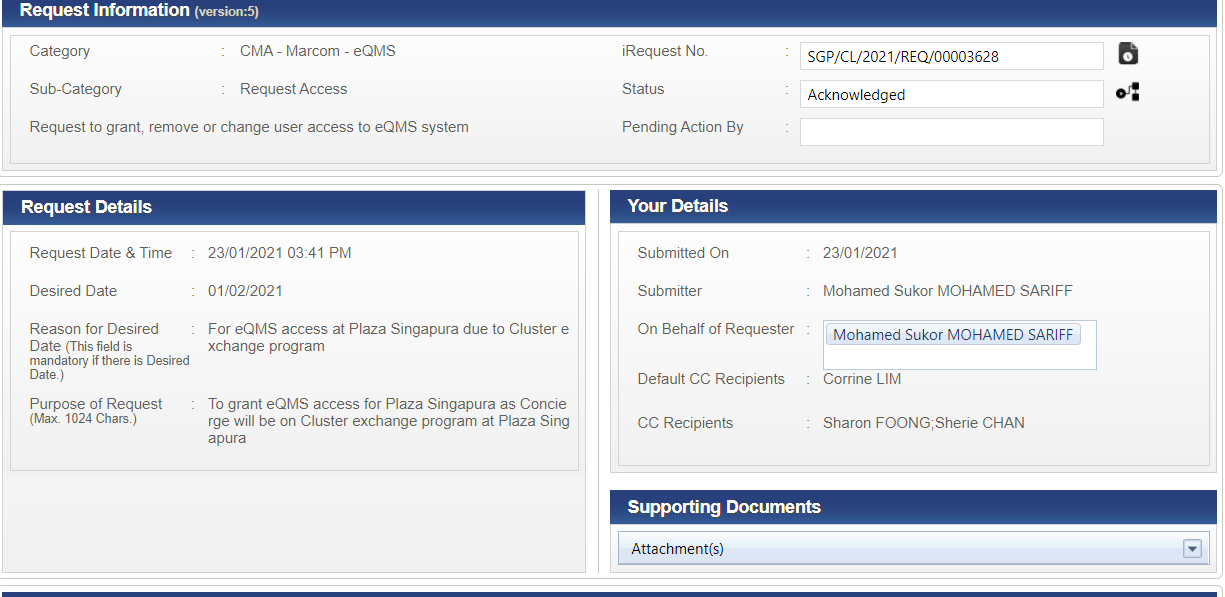 Request Information (version:5)
Category : CMA - Marcom - eQMS
iRequest No. : SGP/CL/2021/REQ/00003628
Sub-Category : Request Access
Status : Acknowledged
Request to grant, remove or change user access to eQMS system
Pending Action By :
Request Details
Request Date & Time : 23/01/2021 03:41 PM
Desired Date : 01/02/2021
Reason for Desired : For eQMS access at Plaza Singapura due to Cluster e
Date (This field is xchange program
mandatory if there is Desired
Date.)
Purpose of Request : To grant eQMS access for Plaza Singapura as Concie
(Max. 1024 Chars.) rge will be on Cluster exchange program at Plaza Sing
apura
Your Details
Submitted On : 23/01/2021
Submitter : Mohamed Sukor MOHAMED SARIFF
On Behalf of Requester : Mohamed Sukor MOHAMED SARIFF
Default CC Recipients : Corrine LIM
CC Recipients : Sharon FOONG;Sherie CHAN
Supporting Documents
Attachment(s)